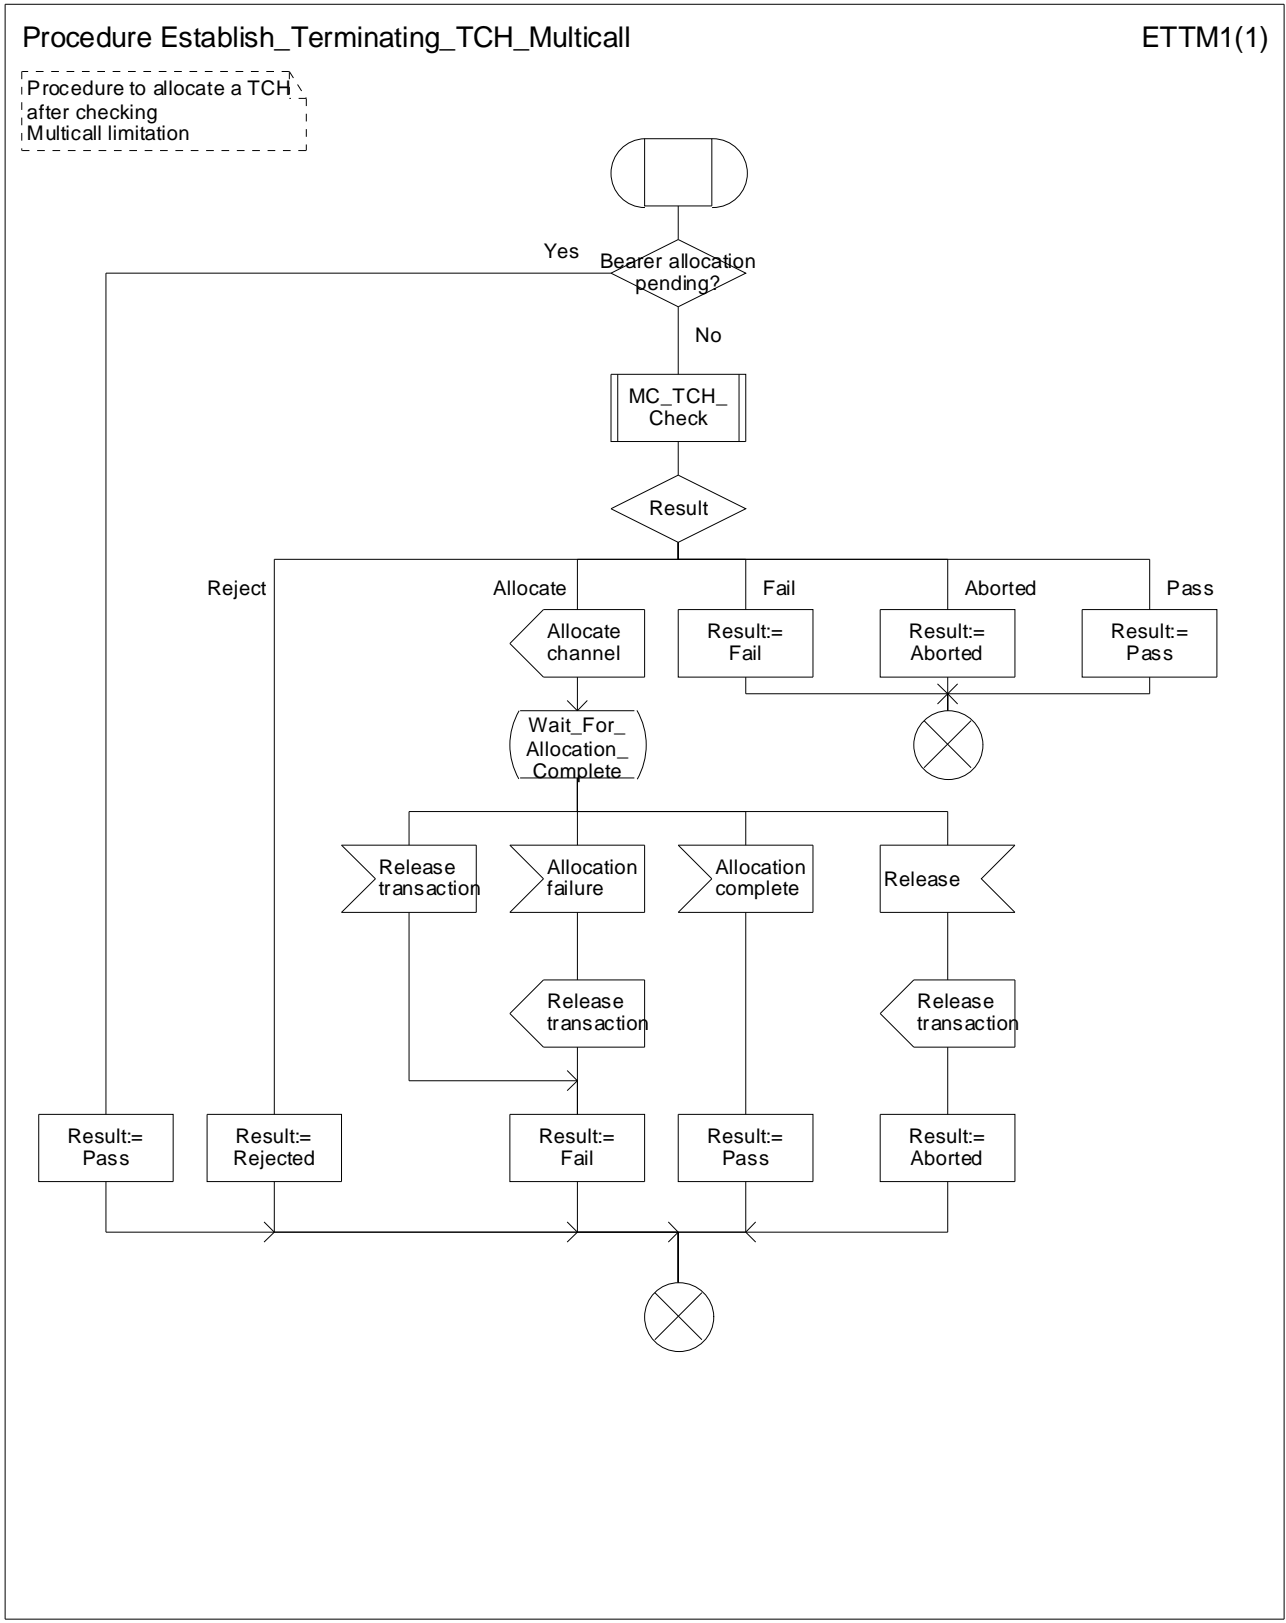 Procedure Establish_Terminating_TCH_Multicall
ETTM1(1)
Procedure to allocate a TCH
after checking
Multicall limitation
Yes
Bearer allocation
pending?
No
MC_TCH_
Check
Result
Reject
Allocate
Fail
Aborted
Pass
Allocate
channel
Result:=
Fail
Result:=
Aborted
Result:=
Pass
Wait_For_
Allocation_
Complete
Release
transaction
Allocation
failure
Allocation
complete
Release
Release
transaction
Release
transaction
Result:=
Pass
Result:=
Rejected
Result:=
Fail
Result:=
Pass
Result:=
Aborted